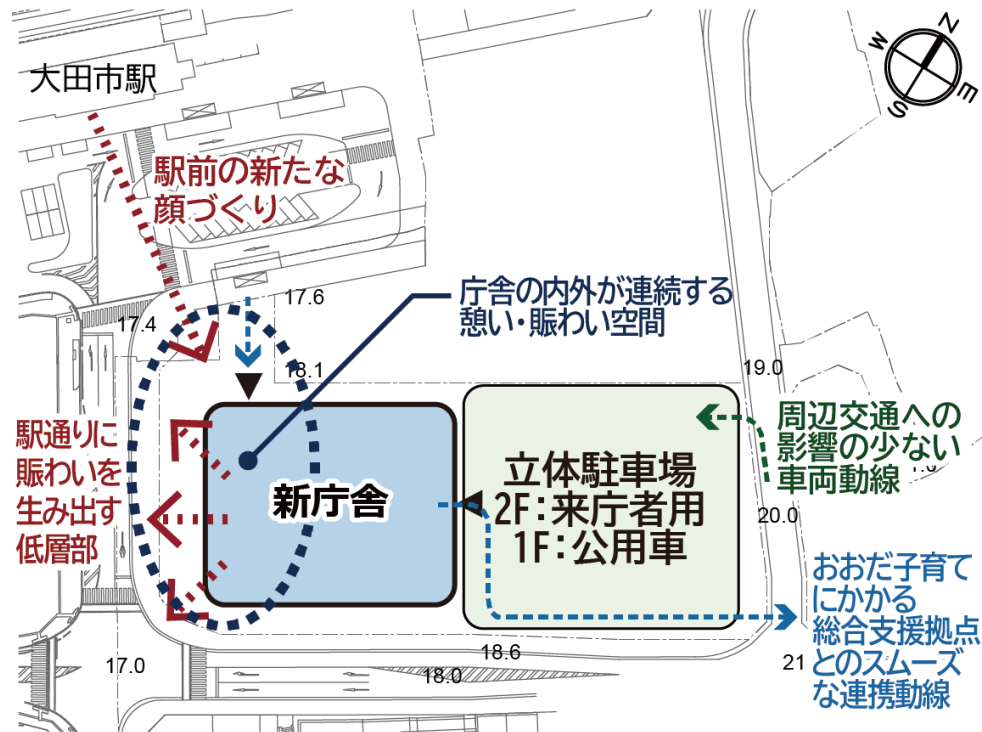 大田市駅
N
W
E
S
駅前の新たな
顔づくり
庁舎の内外が連続する
憩い・賑わい空間
17.6
17.4
18.1
19.0
駅通りに
賑わいを
生み出す
低層部
新庁舎
立体駐車場
2F：来庁者用
1F：公用車
周辺交通への
影響の少ない
車両動線
20.0
おおだ子育て
にかかる
総合支援拠点
とのスムーズ
な連携動線
17.0
18.6
18.0
21